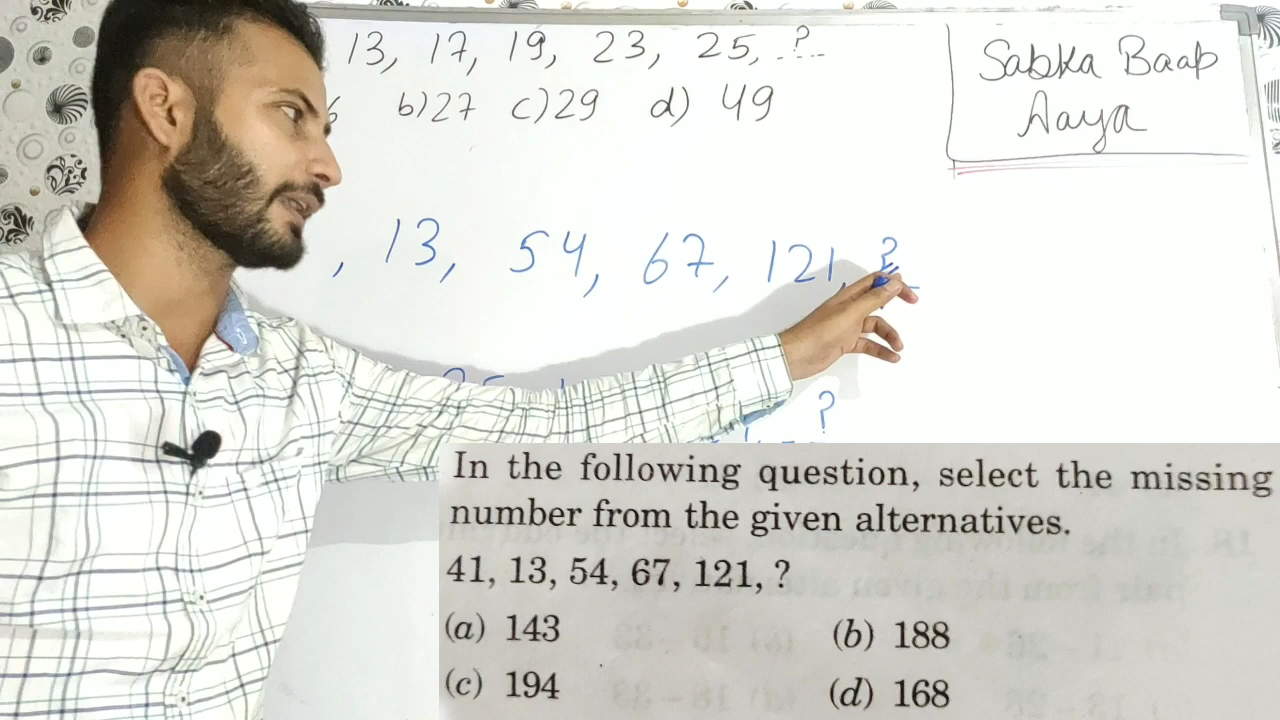 13, 17, 19, 23, 25, ?
b) 27 c) 29 d) 49
Sabka Baap
Aaya
, 13, 54, 67, 121, ?
?
In the following question, select the missing
number from the given alternatives.
41, 13, 54, 67, 121, ?
(a) 143 (b) 188
(c) 194 (d) 168